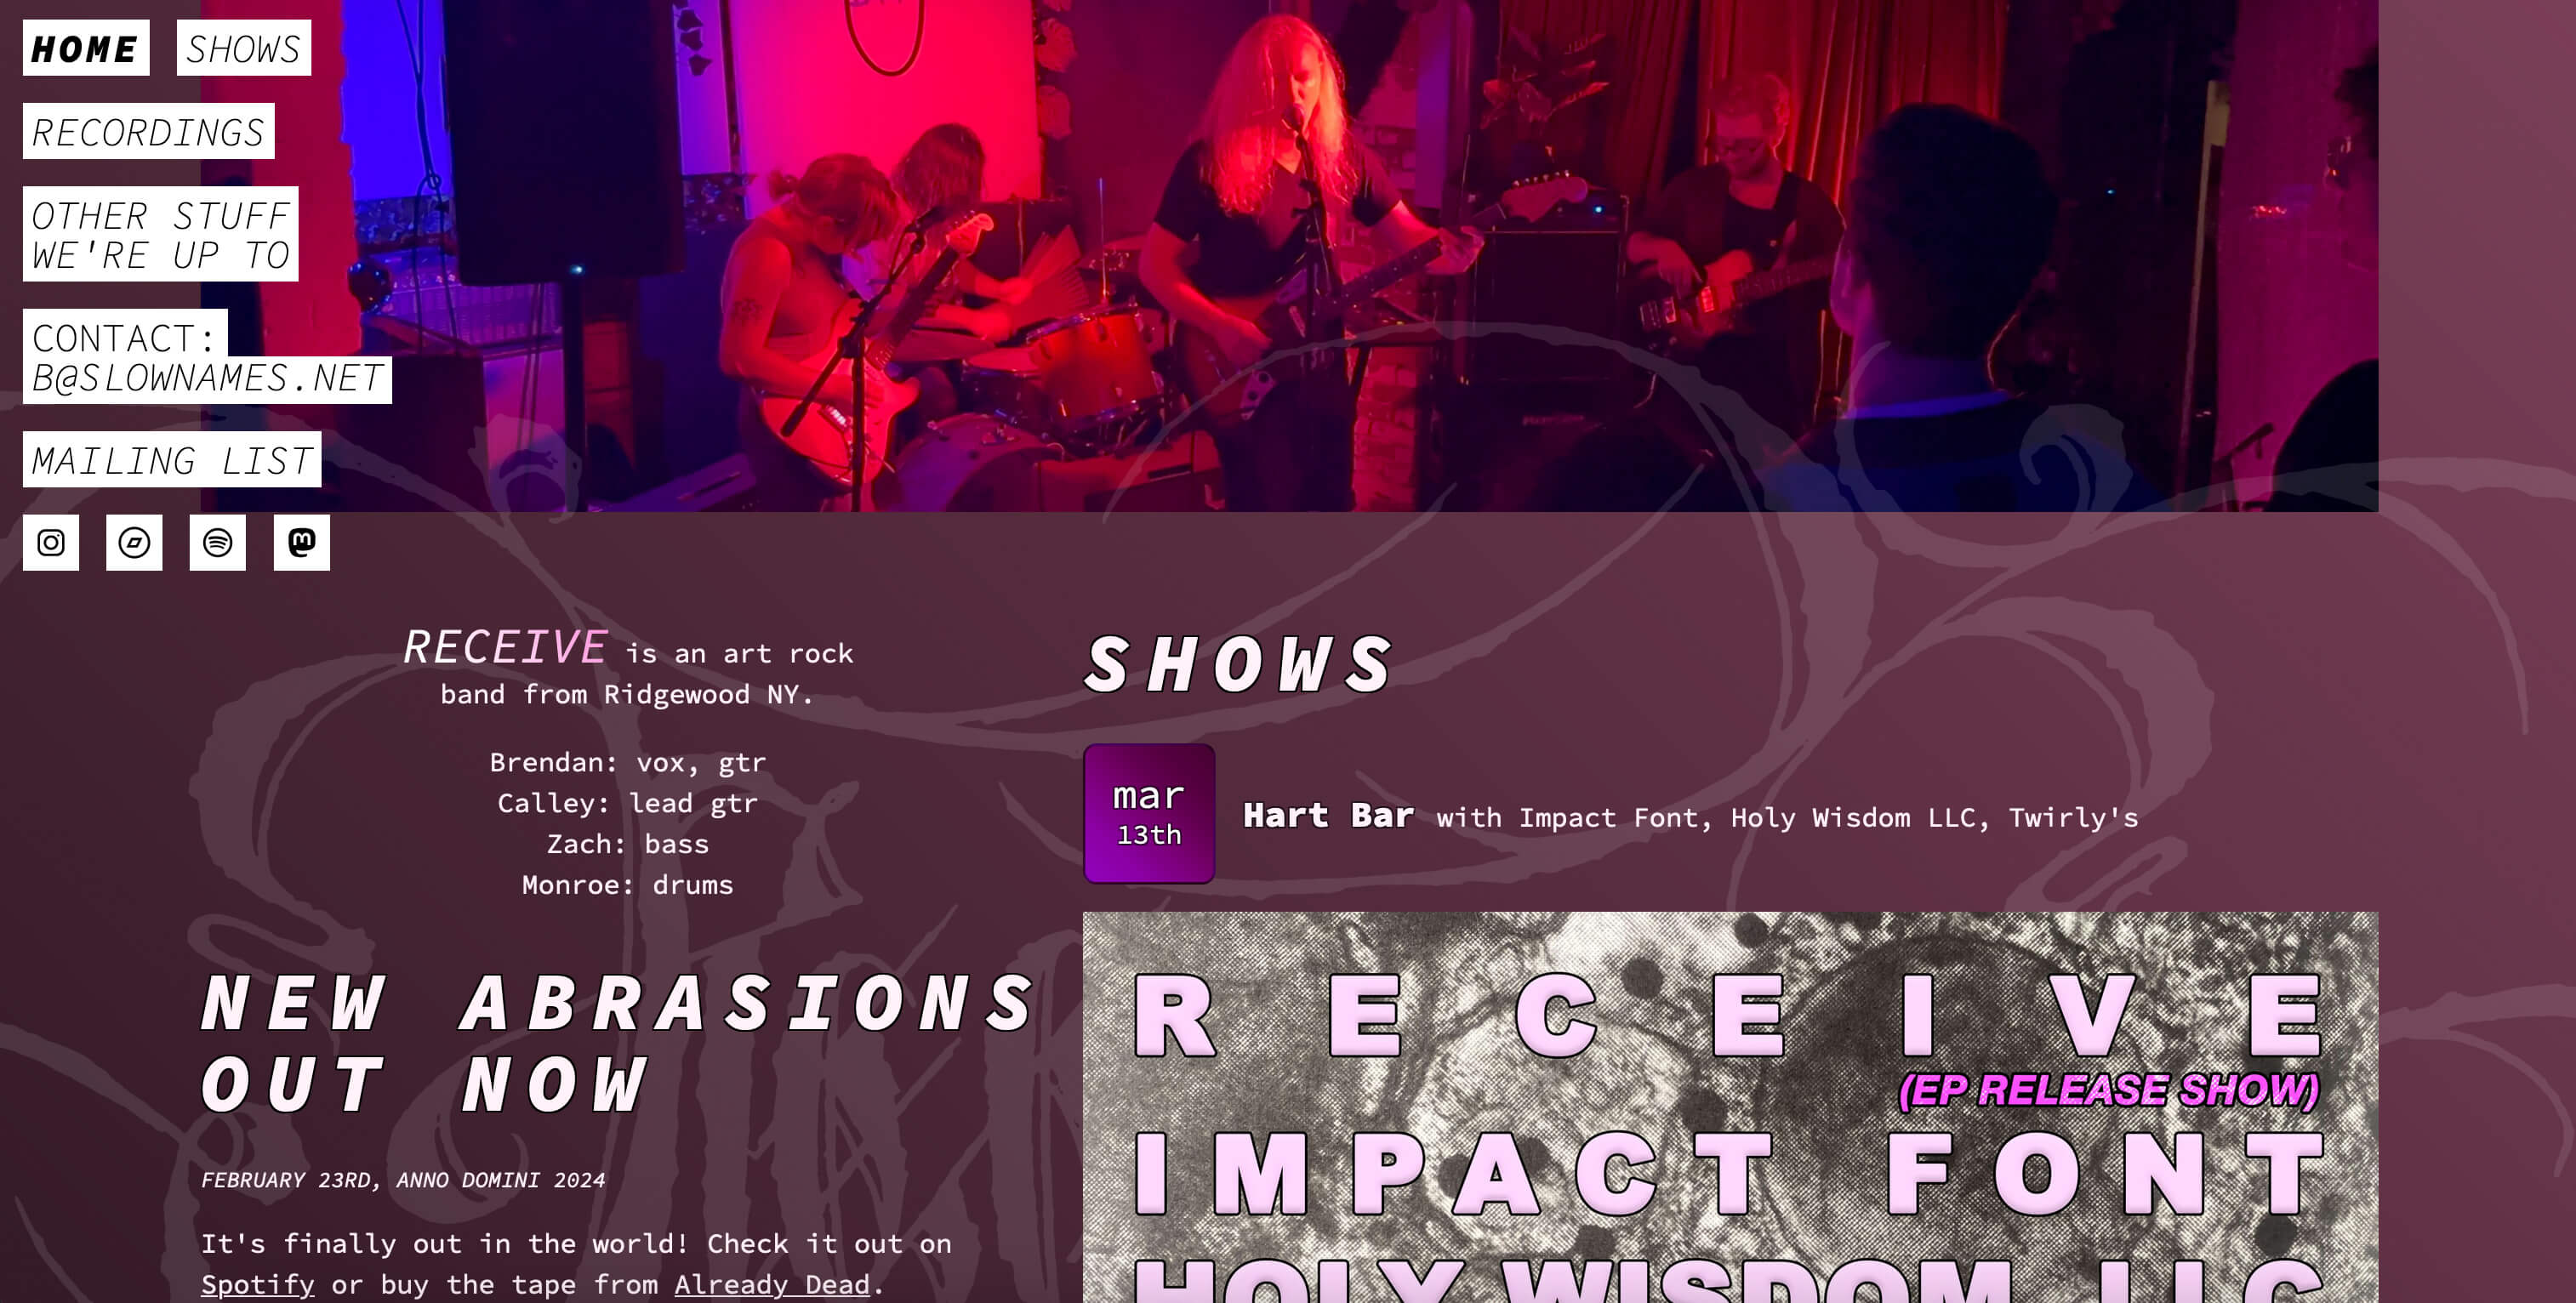 HOME SHOWS
RECORDINGS
OTHER STUFF
WE'RE UP TO
CONTACT:
B@SLOWNAMES.NET
MAILING LIST
RECEIVE is an art rock
band from Ridgewood NY.
Brendan: vox, gtr
Calley: lead gtr
Zach: bass
Monroe: drums
NEW ABRASIONS
OUT NOW
FEBRUARY 23RD, ANNO DOMINI 2024
It's finally out in the world! Check it out on
Spotify or buy the tape from Already Dead.
SHOWS
mar
13th
Hart Bar with Impact Font, Holy Wisdom LLC, Twirly's
RECEIVE
(EP RELEASE SHOW)
IMPACT FONT
HOLY WISDOM LLC